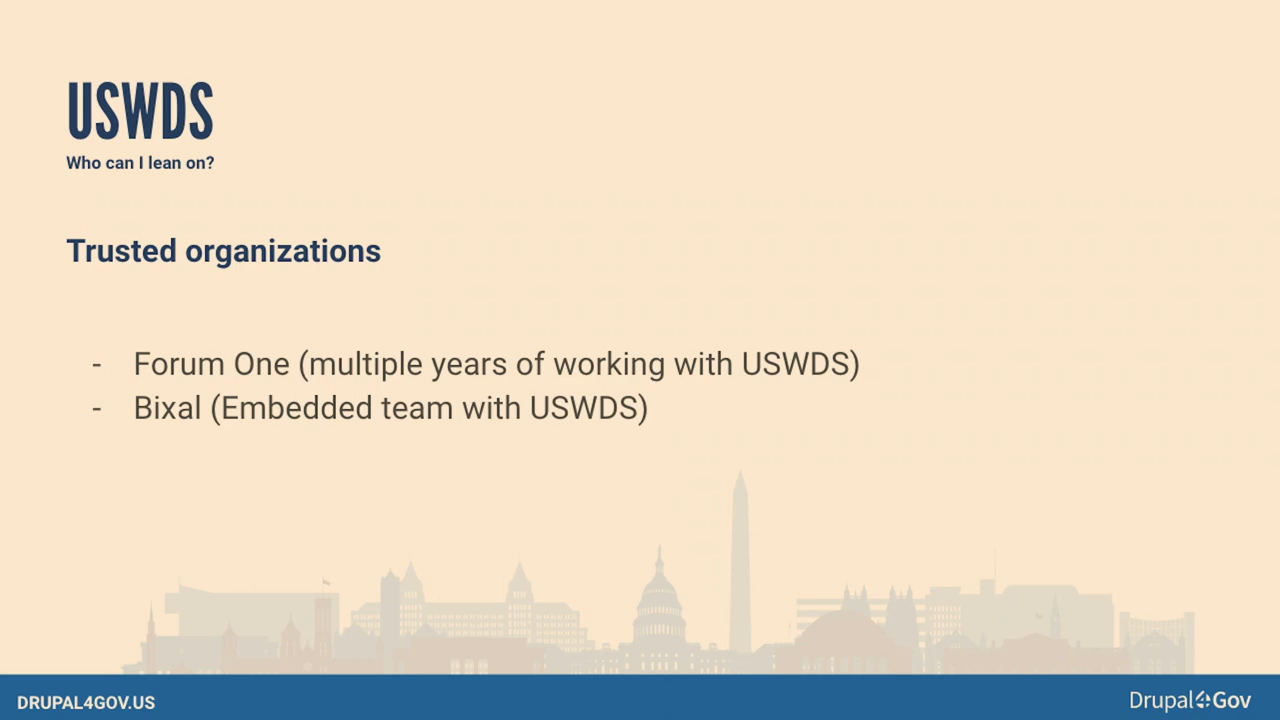 USWDS
Who can I lean on?
Trusted organizations
- Forum One (multiple years of working with USWDS)
- Bixal (Embedded team with USWDS)
DRUPAL4GOV.US
Drupal4Gov